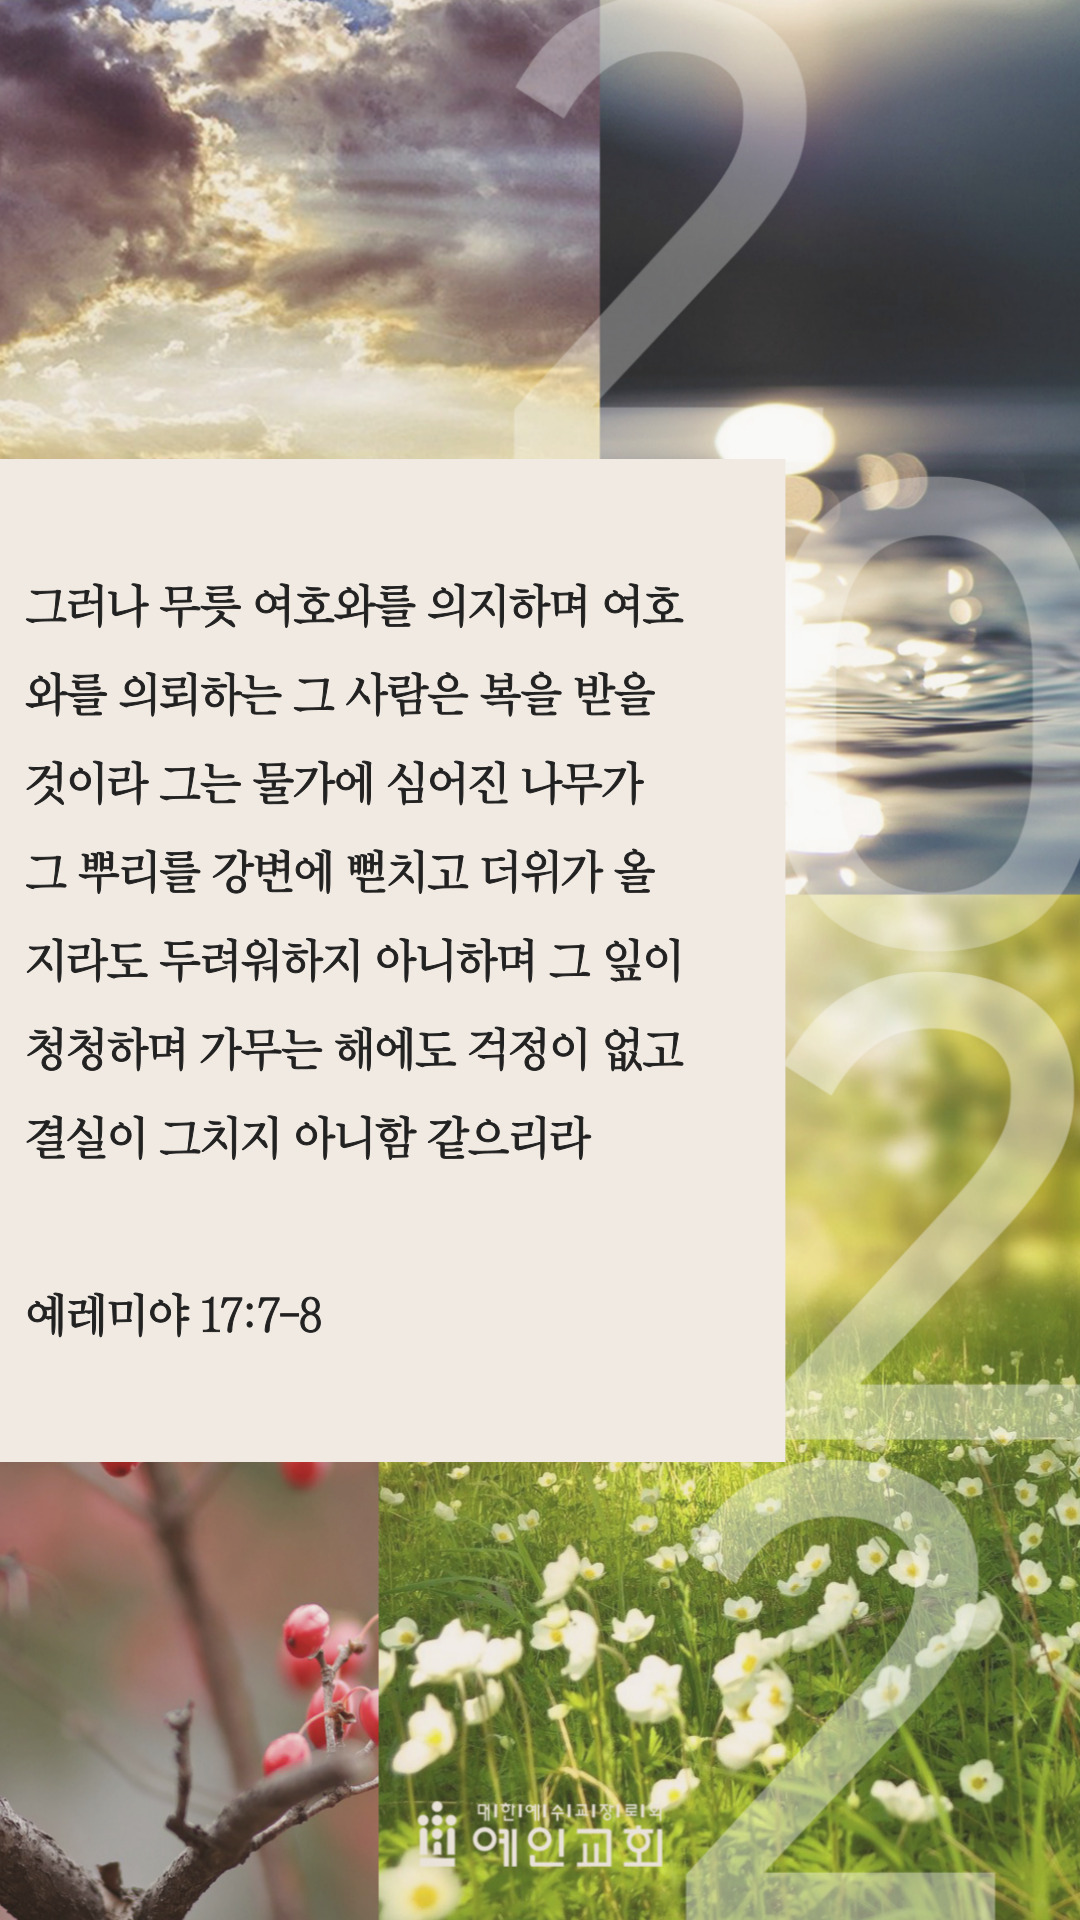 2
0
2
2
그러나 무릇 여호와를 의지하며 여호
와를 의뢰하는 그 사람은 복을 받을
것이라 그는 물가에 심어진 나무가
그 뿌리를 강변에 뻗치고 더위가 올
지라도 두려워하지 아니하며 그 잎이
청청하며 가무는 해에도 걱정이 없고
결실이 그치지 아니함 같으리라
예레미야 17:7-8
대한예수교장로회
예인교회